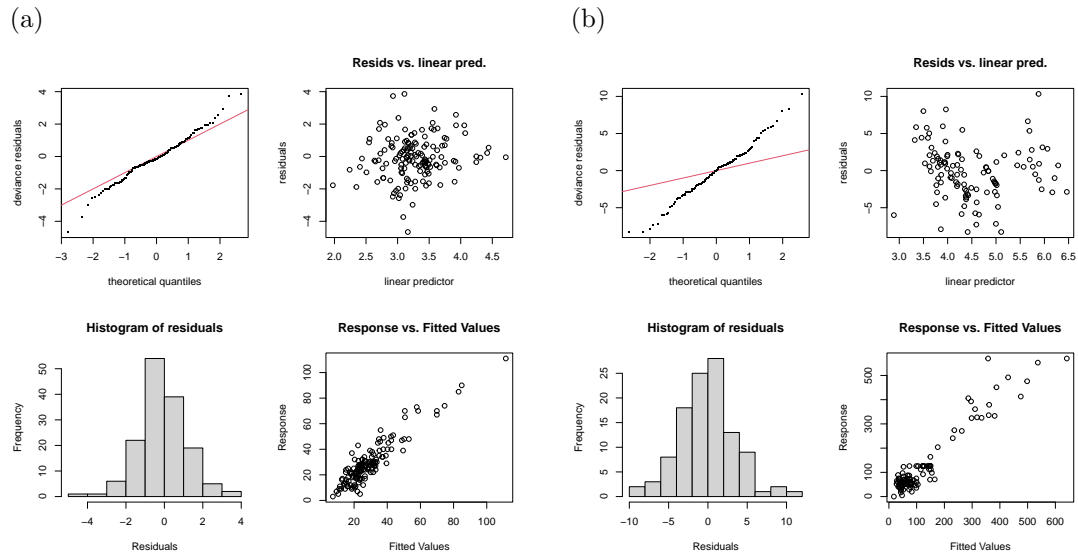 (a)
(b)
Resids vs. linear pred.
deviance residuals
−4 −2 0 2 4
−3 −2 −1 0 1 2
theoretical quantiles
residuals
−4 −2 0 2 4
2.0 2.5 3.0 3.5 4.0 4.5
linear predictor
Histogram of residuals
Frequency
0 10 20 30 40 50
−4 −2 0 2 4
Residuals
Response vs. Fitted Values
Response
0 20 40 60 80 100
20 40 60 80 100
Fitted Values
Resids vs. linear pred.
deviance residuals
−5 0 5 10
−2 −1 0 1 2
theoretical quantiles
residuals
−5 0 5 10
3.0 3.5 4.0 4.5 5.0 5.5 6.0 6.5
linear predictor
Histogram of residuals
Frequency
0 5 10 15 20 25
−10 −5 0 5 10
Residuals
Response vs. Fitted Values
Response
0 100 300 500
0 100 200 300 400 500 600
Fitted Values